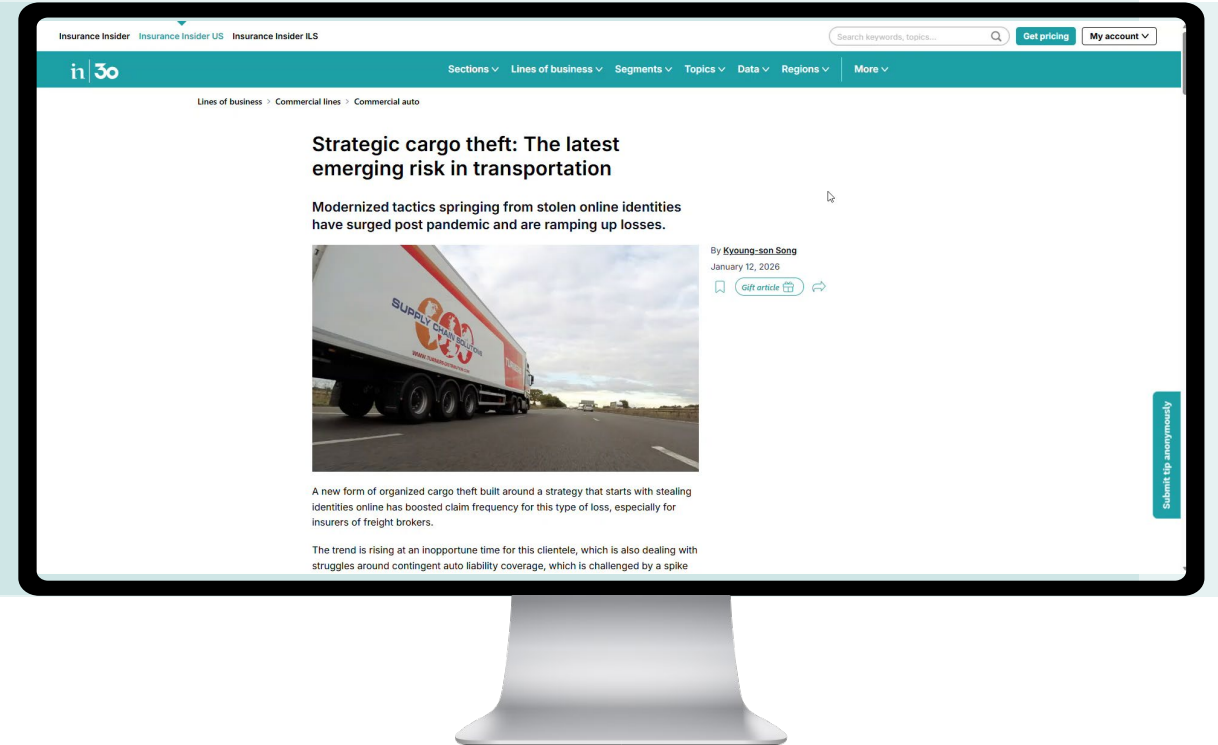 Insurance Insider Insurance Insider US Insurance Insider ILS
Search keywords, topics...
Get pricing
My account
in|30
Sections Lines of business Segments Topics Data Regions More
Lines of business > Commercial lines > Commercial auto
Strategic cargo theft: The latest
emerging risk in transportation
Modernized tactics springing from stolen online identities
have surged post pandemic and are ramping up losses.
SUPPLY CHAIN SOLUTIONS
By Kyoung-son Song
January 12, 2026
Gift article
A new form of organized cargo theft built around a strategy that starts with stealing
identities online has boosted claim frequency for this type of loss, especially for
insurers of freight brokers.
The trend is rising at an inopportune time for this clientele, which is also dealing with
struggles around contingent auto liability coverage, which is challenged by a spike
Submit tip anonymously